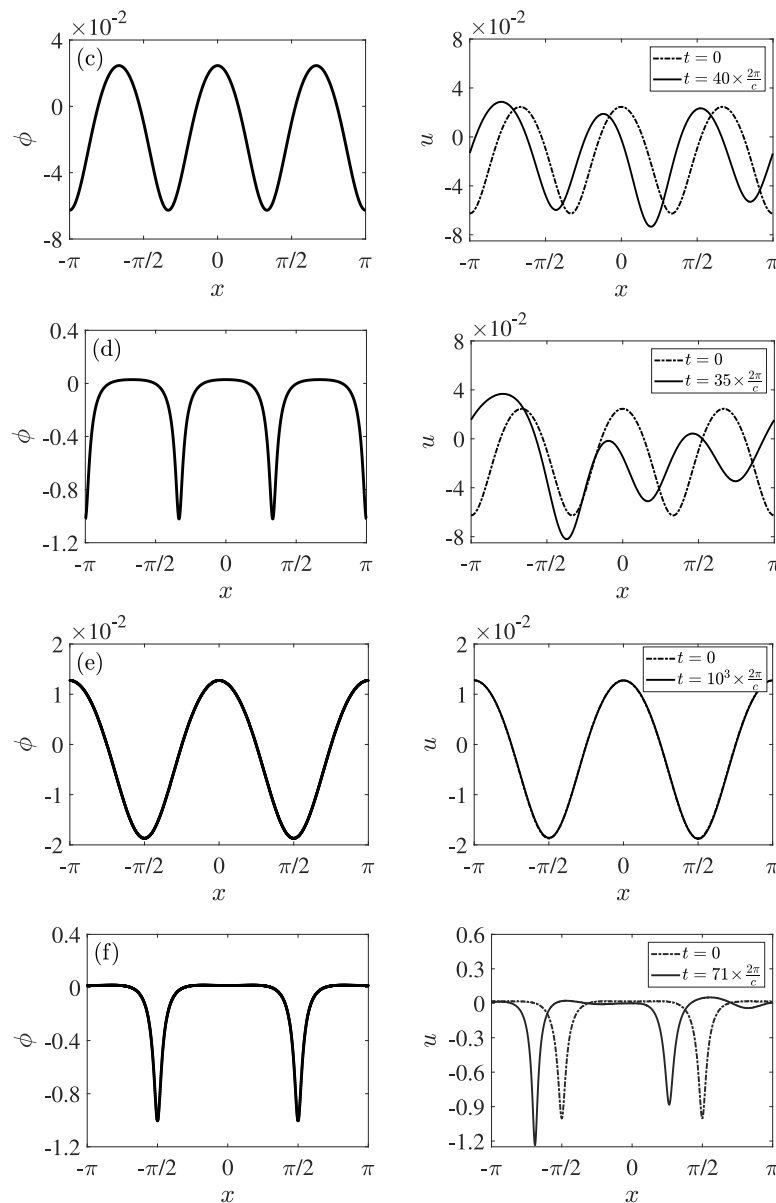 ×10⁻²
(c)
4
0
-4
-8
ϕ
-π
-π/2
0
π/2
π
x
×10⁻²
8
4
0
-4
-8
u
t = 0
t = 40 × 2π/c
-π
-π/2
0
π/2
π
x
(d)
0.4
0
-0.4
-0.8
-1.2
ϕ
-π
-π/2
0
π/2
π
x
×10⁻²
8
4
0
-4
-8
u
t = 0
t = 35 × 2π/c
-π
-π/2
0
π/2
π
x
×10⁻²
(e)
2
1
0
-1
-2
ϕ
-π
-π/2
0
π/2
π
x
×10⁻²
2
1
0
-1
-2
u
t = 0
t = 10³ × 2π/c
-π
-π/2
0
π/2
π
x
(f)
0.4
0
-0.4
-0.8
-1.2
ϕ
-π
-π/2
0
π/2
π
x
0.6
0.3
0
-0.3
-0.6
-0.9
-1.2
u
t = 0
t = 71 × 2π/c
-π
-π/2
0
π/2
π
x